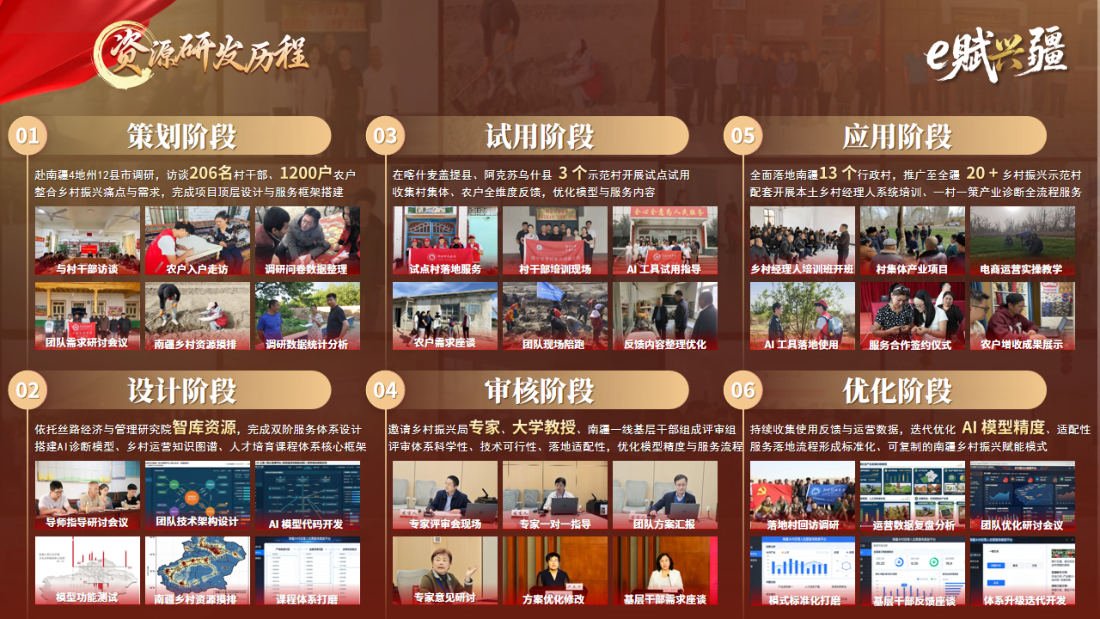 资源研发历程
e赋兴疆
01 策划阶段
赴南疆4地州12县市调研，访谈206名村干部、1200户农户
整合乡村振兴痛点与需求，完成项目顶层设计与服务框架搭建
与村干部访谈
农户入户走访
调研问卷数据整理
团队需求研讨会议
南疆乡村资源摸排
调研数据统计分析
03 试用阶段
在喀什麦盖提县、阿克苏乌什县 3 个示范村开展试点试用
收集村集体、农户全维度反馈，优化模型与服务内容
试点村落地服务
村干部培训现场
全心全意为人民服务
AI 工具试用指导
农户需求座谈
团队现场陪跑
反馈内容整理优化
05 应用阶段
全面落地南疆13 个行政村，推广至全疆 20 + 乡村振兴示范村
配套开展本土乡村经理人系统培训、一村一策产业诊断全流程服务
乡村经理人培训班开班
村集体产业项目
电商运营实操教学
AI 工具落地使用
服务合作签约仪式
农户增收成果展示
02 设计阶段
依托丝路经济与管理研究院智库资源，完成双阶服务体系设计
搭建AI诊断模型、乡村运营知识图谱、人才培育课程体系核心框架
导师指导研讨会议
团队技术架构设计
AI 模型代码开发
模型功能测试
南疆乡村资源摸排
课程体系打磨
04 审核阶段
邀请乡村振兴局专家、大学教授、南疆一线基层干部组成评审组
评审体系科学性、技术可行性、落地适配性，优化模型精度与服务流程
专家评审会现场
专家一对一指导
团队方案汇报
专家意见研讨
方案优化修改
基层干部需求座谈
06 优化阶段
持续收集使用反馈与运营数据，迭代优化 AI 模型精度、适配性
服务落地流程形成标准化、可复制的南疆乡村振兴赋能模式
落地村回访调研
运营数据复盘分析
团队优化研讨会议
模式标准化打磨
基层干部反馈座谈
体系升级迭代开发